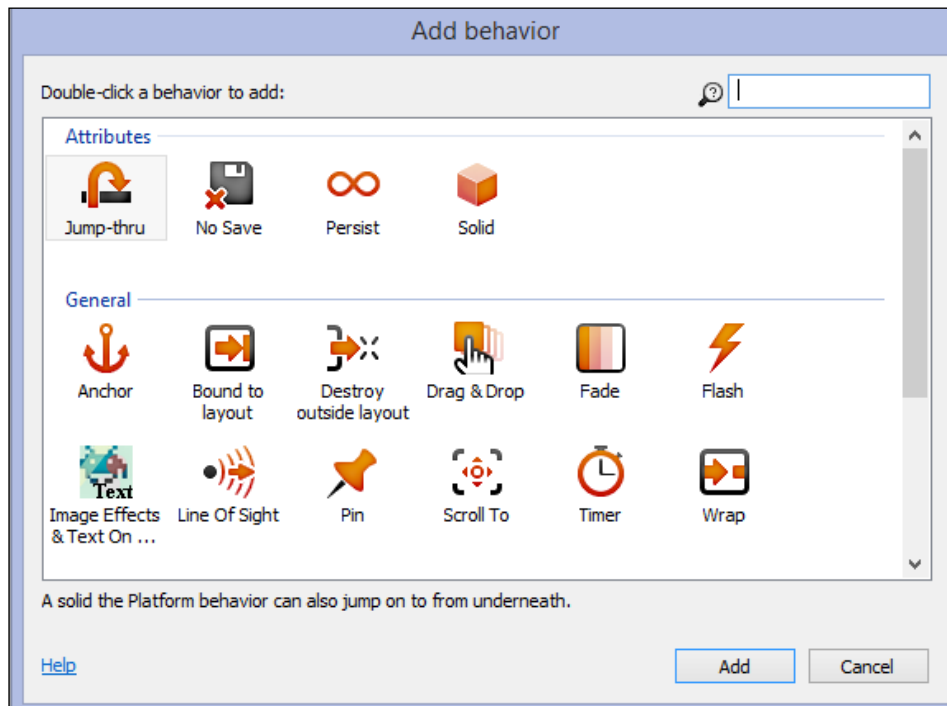 Add behavior
Double-click a behavior to add:
Attributes
Jump-thru No Save Persist Solid
General
Anchor Bound to Destroy Drag & Drop Fade Flash
layout outside layout
Text
Image Effects Line Of Sight Pin Scroll To Timer Wrap
& Text On ...
A solid the Platform behavior can also jump on to from underneath.
Help Add Cancel